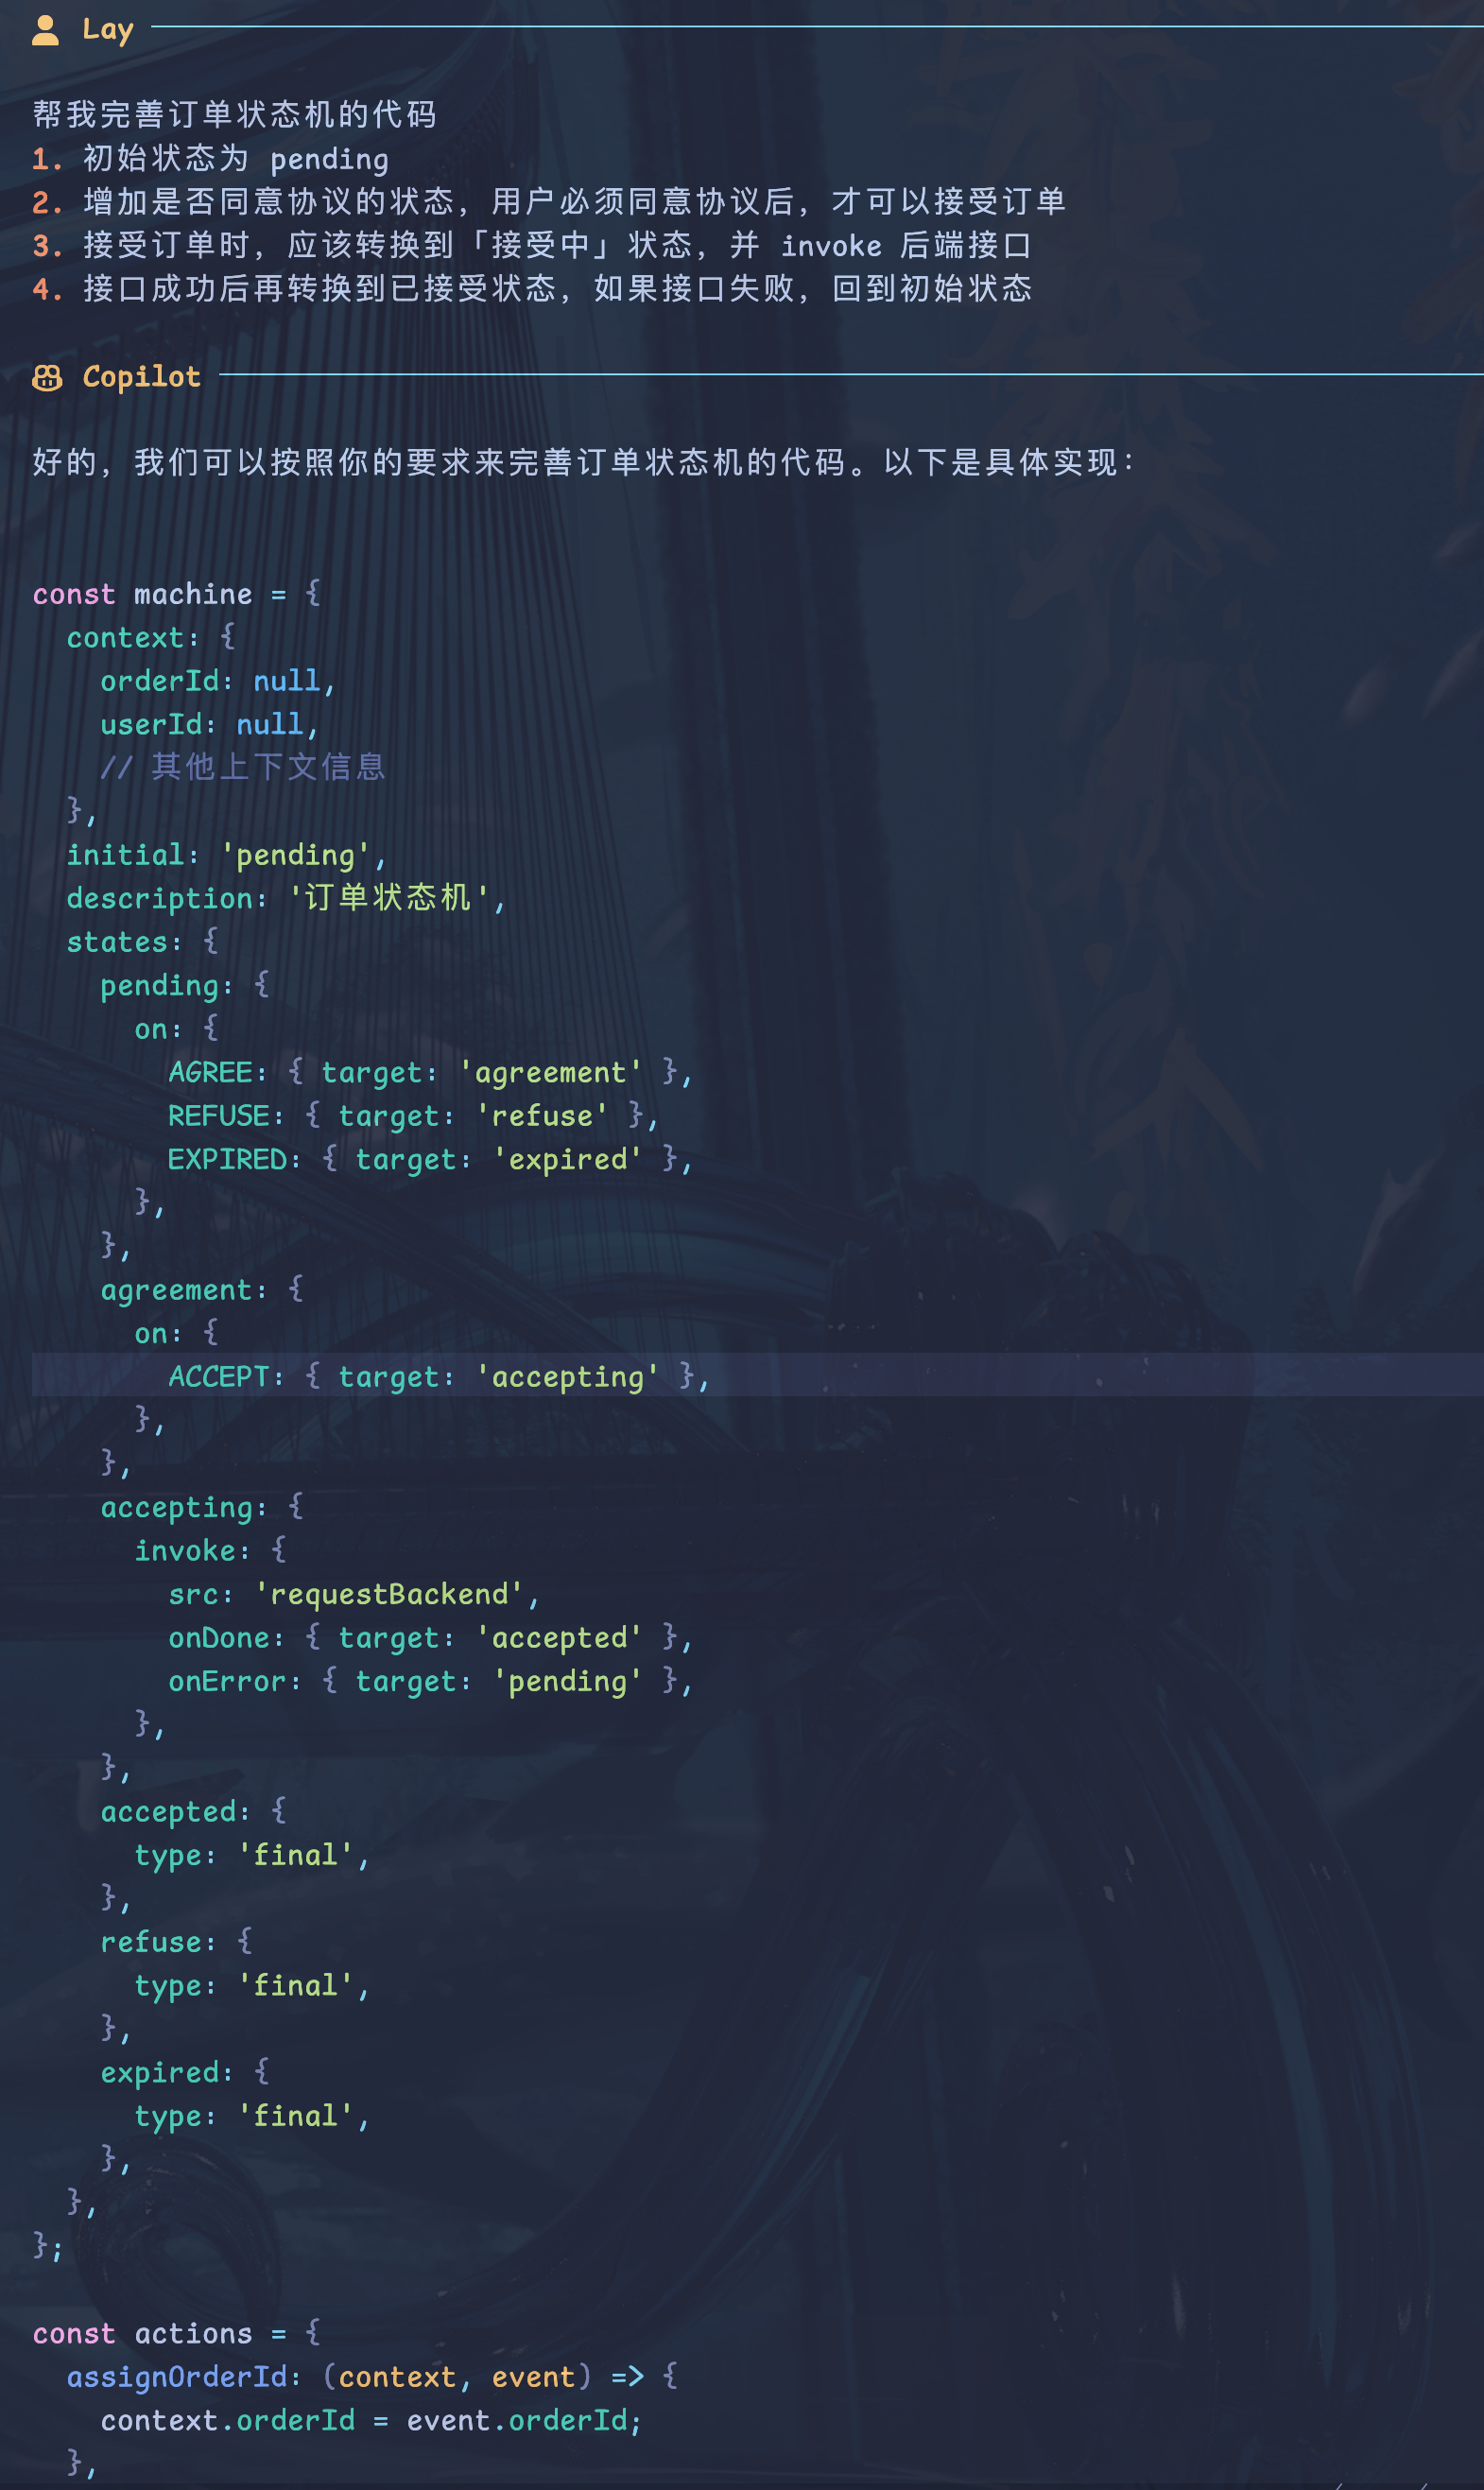 Lay
帮我完善订单状态机的代码
1. 初始状态为 pending
2. 增加是否同意协议的状态，用户必须同意协议后，才可以接受订单
3. 接受订单时，应该转换到「接受中」状态，并 invoke 后端接口
4. 接口成功后再转换到已接受状态，如果接口失败，回到初始状态
Copilot
好的，我们可以按照你的要求来完善订单状态机的代码。以下是具体实现：
const machine = {
  context: {
    orderId: null,
    userId: null,
    // 其他上下文信息
  },
  initial: 'pending',
  description: '订单状态机',
  states: {
    pending: {
      on: {
        AGREE: { target: 'agreement' },
        REFUSE: { target: 'refuse' },
        EXPIRED: { target: 'expired' },
      },
    },
    agreement: {
      on: {
        ACCEPT: { target: 'accepting' },
      },
    },
    accepting: {
      invoke: {
        src: 'requestBackend',
        onDone: { target: 'accepted' },
        onError: { target: 'pending' },
      },
    },
    accepted: {
      type: 'final',
    },
    refuse: {
      type: 'final',
    },
    expired: {
      type: 'final',
    },
  },
};
const actions = {
  assignOrderId: (context, event) => {
    context.orderId = event.orderId;
  },